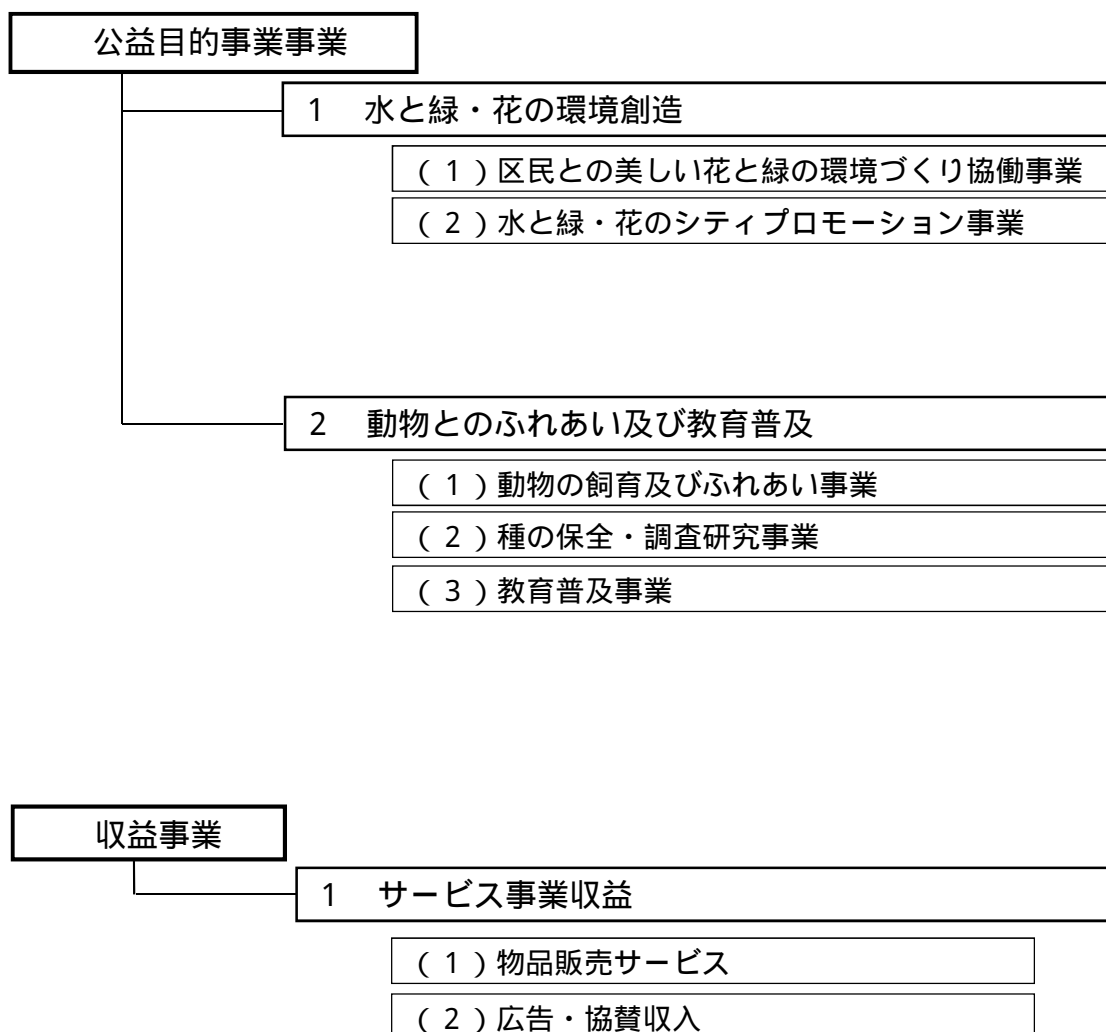 公益目的事業事業
1 水と緑・花の環境創造
(1)区民との美しい花と緑の環境づくり協働事業
(2)水と緑・花のシティプロモーション事業
2 動物とのふれあい及び教育普及
(1)動物の飼育及びふれあい事業
(2)種の保全・調査研究事業
(3)教育普及事業
収益事業
1 サービス事業収益
(1)物品販売サービス
(2)広告・協賛収入